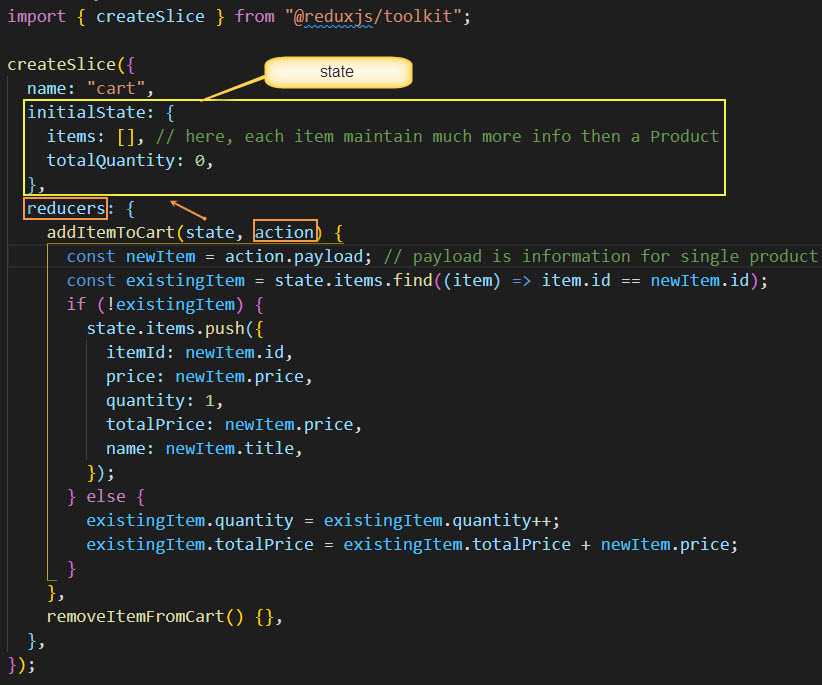 import { createSlice } from "@reduxjs/toolkit";
createSlice({
state
name: "cart",
initialState: {
items: [], // here, each item maintain much more info then a Product
totalQuantity: 0,
},
reducers: {
addItemToCart(state, action) {
const newItem = action.payload; // payload is information for single product
const existingItem = state.items.find((item) => item.id == newItem.id);
if (!existingItem) {
state.items.push({
itemId: newItem.id,
price: newItem.price,
quantity: 1,
totalPrice: newItem.price,
name: newItem.title,
});
} else {
existingItem.quantity = existingItem.quantity++;
existingItem.totalPrice = existingItem.totalPrice + newItem.price;
}
},
removeItemFromCart() {},
},
});